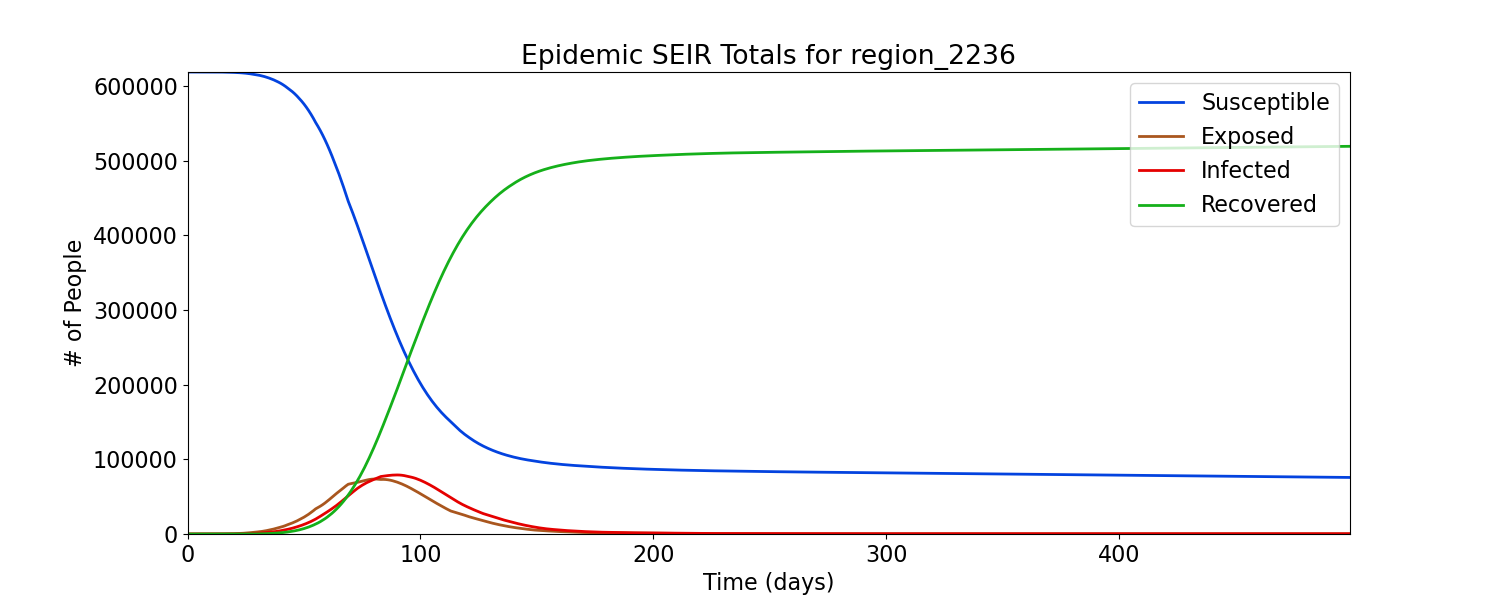 Epidemic SEIR Totals for region_2236
# of People
600000
500000
400000
300000
200000
100000
0
Susceptible
Exposed
Infected
Recovered
0 100 200 300 400
Time (days)